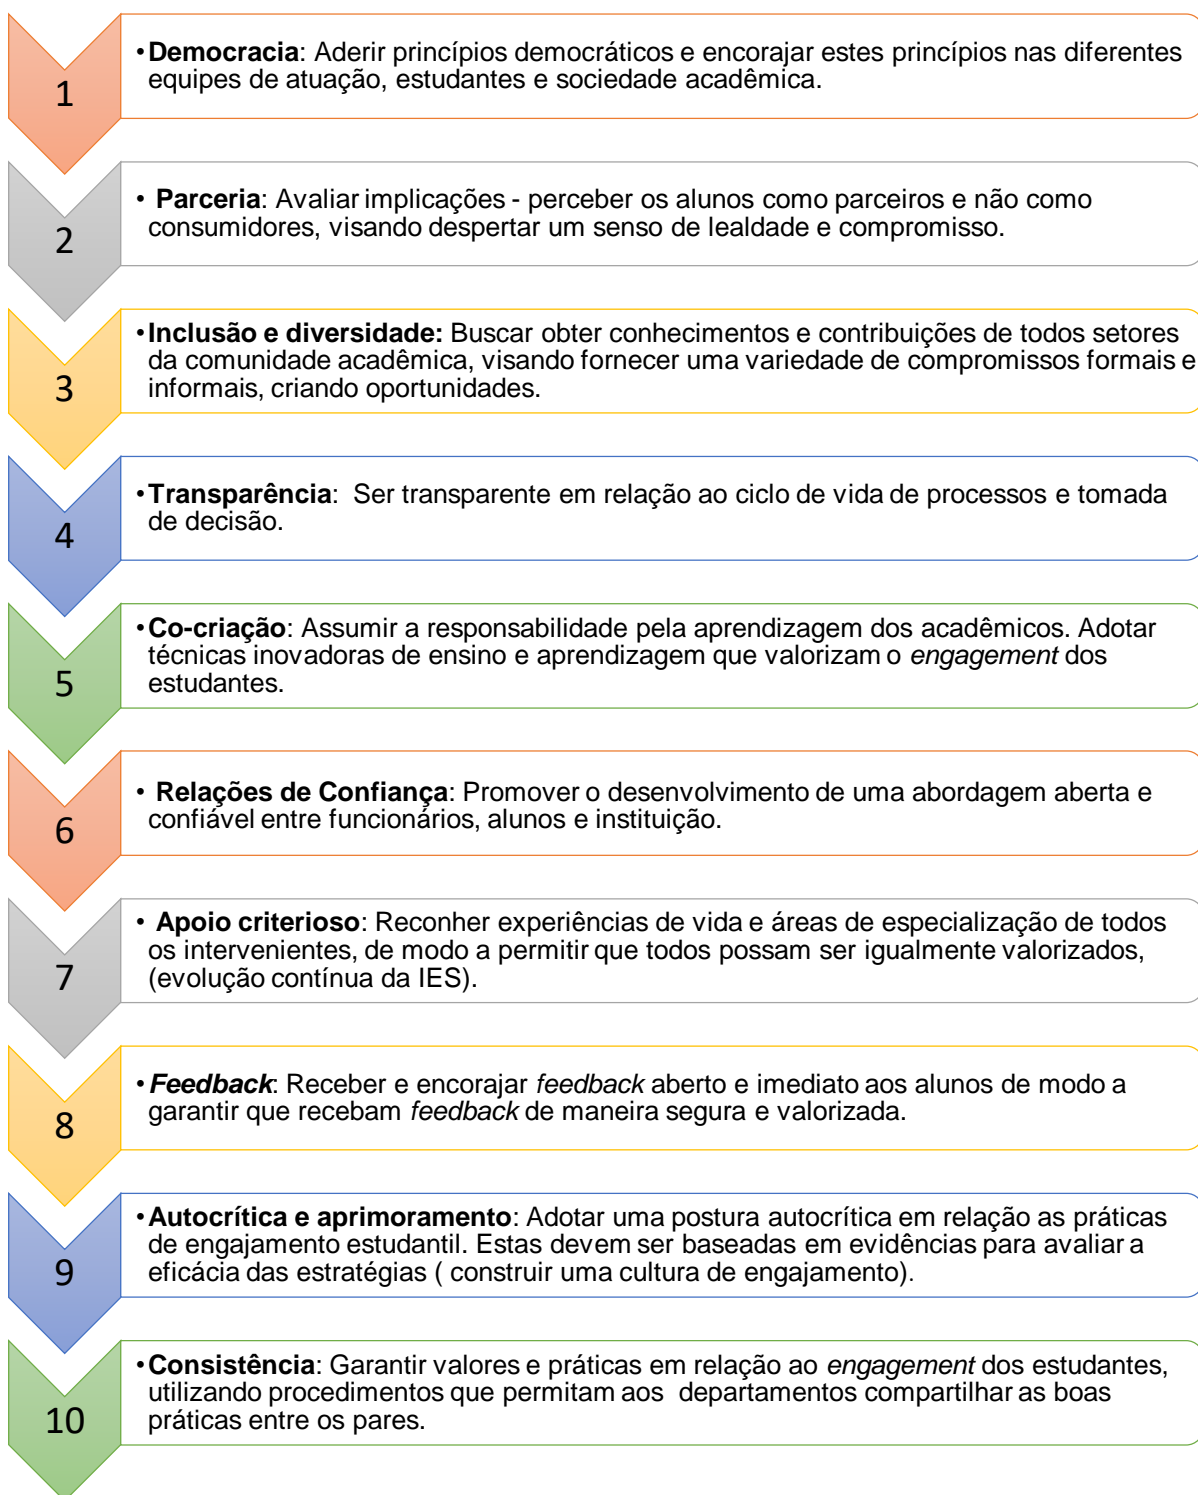 1
•Democracia: Aderir princípios democráticos e encorajar estes princípios nas diferentes
equipes de atuação, estudantes e sociedade acadêmica.
2
• Parceria: Avaliar implicações - perceber os alunos como parceiros e não como
consumidores, visando despertar um senso de lealdade e compromisso.
3
•Inclusão e diversidade: Buscar obter conhecimentos e contribuições de todos setores
da comunidade acadêmica, visando fornecer uma variedade de compromissos formais e
informais, criando oportunidades.
4
•Transparência: Ser transparente em relação ao ciclo de vida de processos e tomada
de decisão.
5
•Co-criação: Assumir a responsabilidade pela aprendizagem dos acadêmicos. Adotar
técnicas inovadoras de ensino e aprendizagem que valorizam o engagement dos
estudantes.
6
• Relações de Confiança: Promover o desenvolvimento de uma abordagem aberta e
confiável entre funcionários, alunos e instituição.
7
• Apoio criterioso: Reconher experiências de vida e áreas de especialização de todos
os intervenientes, de modo a permitir que todos possam ser igualmente valorizados,
(evolução contínua da IES).
8
•Feedback: Receber e encorajar feedback aberto e imediato aos alunos de modo a
garantir que recebam feedback de maneira segura e valorizada.
9
•Autocrítica e aprimoramento: Adotar uma postura autocrítica em relação as práticas
de engajamento estudantil. Estas devem ser baseadas em evidências para avaliar a
eficácia das estratégias ( construir uma cultura de engajamento).
10
•Consistência: Garantir valores e práticas em relação ao engagement dos estudantes,
utilizando procedimentos que permitam aos departamentos compartilhar as boas
práticas entre os pares.